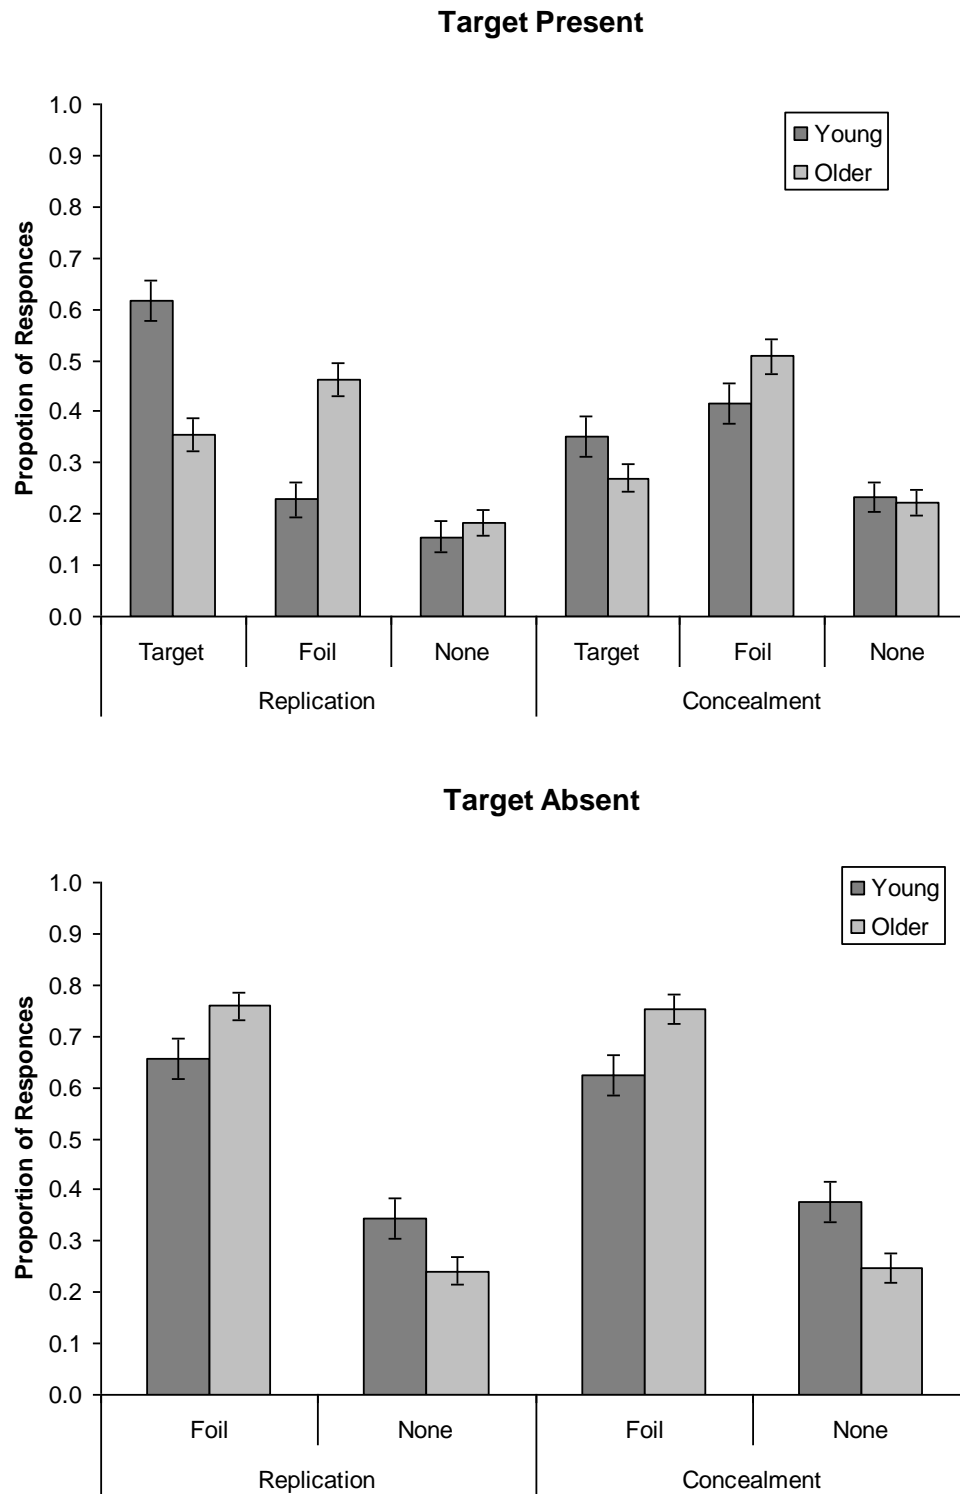 Target Present
Young
Older
Propotion of Responces
1.0
0.9
0.8
0.7
0.6
0.5
0.4
0.3
0.2
0.1
0.0
Target Foil None Target Foil None
Replication Concealment
Target Absent
Young
Older
Proportion of Responces
1.0
0.9
0.8
0.7
0.6
0.5
0.4
0.3
0.2
0.1
0.0
Foil None Foil None
Replication Concealment